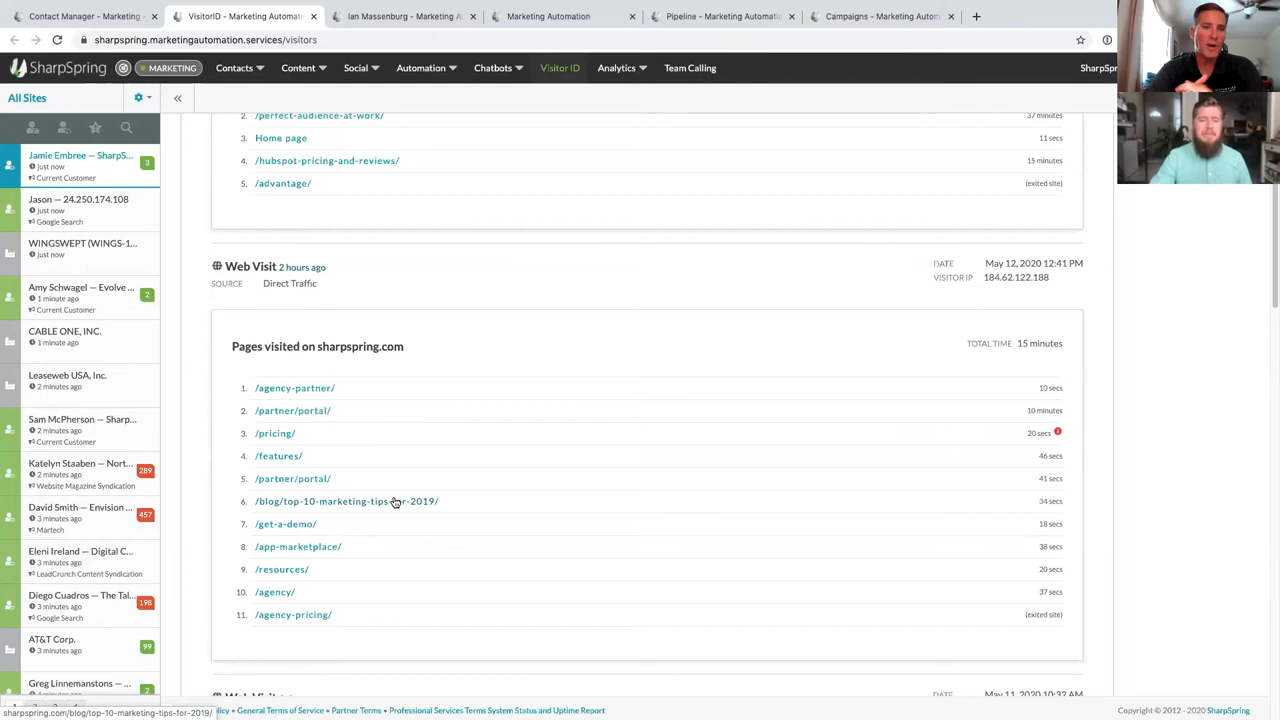 Contact Manager - Marketing A
VisitorID - Marketing Automation
Ian Massenburg - Marketing A
Marketing Automation
Pipeline - Marketing Automatio
Campaigns - Marketing Autom
sharpspring.marketingautomation.services/visitors
SharpSpring
MARKETING
Contacts
Content
Social
Automation
Chatbots
Visitor ID
Analytics
Team Calling
SharpSp
All Sites
Jamie Embree — SharpS...
3
just now
Current Customer
Jason — 24.250.174.108
just now
Google Search
WINGSWEPT (WINGS-1...
just now
Amy Schwagel — Evolve ...
2
1 minute ago
Current Customer
CABLE ONE, INC.
1 minute ago
Leaseweb USA, Inc.
2 minutes ago
Sam McPherson — Sharp...
2 minutes ago
Current Customer
Katelyn Staaben — Nort...
289
2 minutes ago
Website Magazine Syndication
David Smith — Envision ...
457
3 minutes ago
Martech
Eleni Ireland — Digital C...
3 minutes ago
LeadCrunch Content Syndication
Diego Cuadros — The Tal...
198
3 minutes ago
Google Search
AT&T Corp.
99
3 minutes ago
Greg Linnemanstons — ...
2
2. /perfect-audience-at-work/ 37 minutes
3. Home page 11 secs
4. /hubspot-pricing-and-reviews/ 15 minutes
5. /advantage/ (exited site)
Web Visit 2 hours ago
DATE May 12, 2020 12:41 PM
SOURCE Direct Traffic
VISITOR IP 184.62.122.188
Pages visited on sharpspring.com
TOTAL TIME 15 minutes
1. /agency-partner/ 10 secs
2. /partner/portal/ 10 minutes
3. /pricing/ 20 secs
4. /features/ 46 secs
5. /partner/portal/ 41 secs
6. /blog/top-10-marketing-tips-for-2019/ 34 secs
7. /get-a-demo/ 18 secs
8. /app-marketplace/ 38 secs
9. /resources/ 20 secs
10. /agency/ 37 secs
11. /agency-pricing/ (exited site)
Web Visit
DATE May 11, 2020 10:32 AM
sharpspring.com/blog/top-10-marketing-tips-for-2019/
olicy • General Terms of Service • Partner Terms • Professional Services Terms System Status and Uptime Report
Copyright © 2012 - 2020 SharpSpring